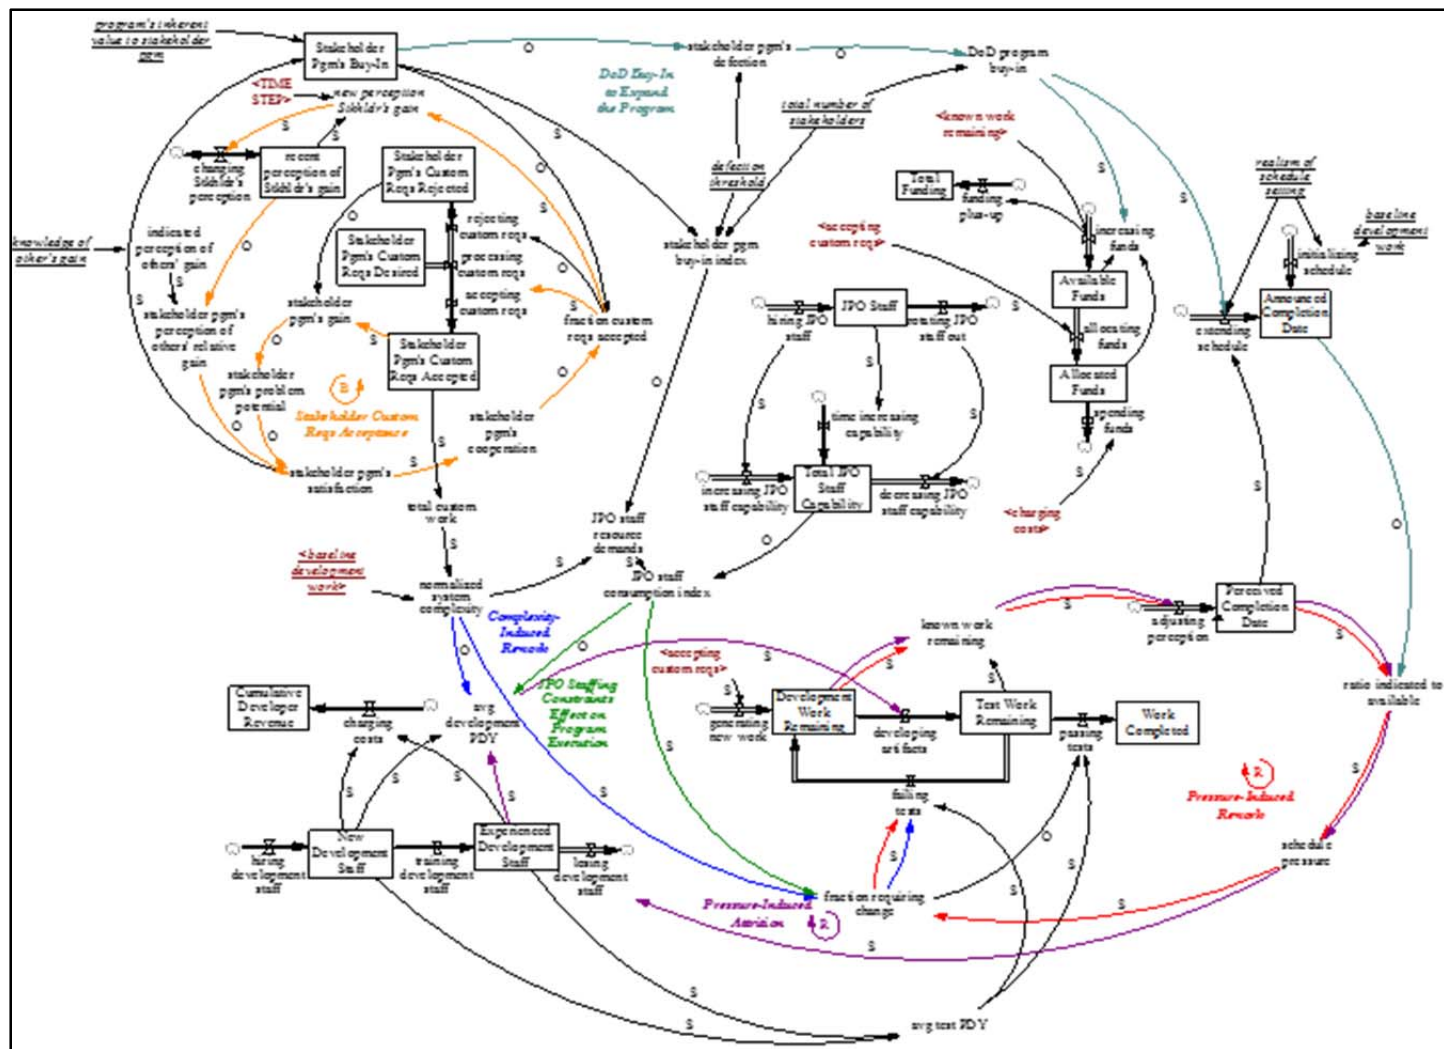 program's inherent
value to stakeholder
pgm
Stakeholder
Pgm's Buy-In
O
stakeholder pgm's
defection
O
DoD program
buy-in
DoD Buy-In
to Expand
the Program
<TIME
STEP>
new perception
Stkhldr's gain
total number of
stakeholders
<known work
remaining>
S
S
changing
Stkhldr's
perception
recent
perception of
Stkhldr's gain
Stakeholder
Pgm's Custom
Reqs Rejected
O
S
S
defection
threshold
Total
Funding
funding
plus-up
S
S
realism of
schedule
setting
knowledge of
other's gain
indicated
perception of
others' gain
O
O
S
rejecting
custom reqs
O
Stakeholder
Pgm's Custom
Reqs Desired
processing
custom reqs
stakeholder pgm
buy-in index
<accepting
custom reqs>
increasing
funds
initializing
schedule
baseline
development
work
S
S
stakeholder pgm's
perception of
others' relative
gain
stakeholder
pgm's gain
accepting
custom reqs
S
fraction custom
reqs accepted
hiring JPO
staff
JPO Staff
rotating JPO
staff out
S
Available
Funds
allocating
funds
extending
schedule
Announced
Completion
Date
O
stakeholder
pgm's problem
potential
Stakeholder
Pgm's Custom
Reqs Accepted
S
B
Stakeholder Custom
Reqs Acceptance
stakeholder
pgm's
cooperation
O
S
S
S
Allocated
Funds
spending
funds
O
O
S
S
stakeholder pgm's
satisfaction
time increasing
capability
increasing JPO
staff capability
Total JPO
Staff
Capability
decreasing JPO
staff capability
S
S
total custom
work
JPO staff
resource
demands
<charging
costs>
O
O
S
<baseline
development
work>
normalized
system
complexity
S
S
JPO staff
consumption index
Complexity-
Induced
Rework
known work
remaining
S
adjusting
perception
Perceived
Completion
Date
S
O
O
<accepting
custom reqs>
S
S
S
ratio indicated to
available
Cumulative
Developer
Revenue
charging
costs
avg
development
PDY
JPO Staffing
Constraints
Effect on
Program
Execution
S
generating
new work
Development
Work
Remaining
developing
artifacts
Test Work
Remaining
passing
tests
Work
Completed
S
S
S
S
S
S
failing
tests
S
R
Pressure-Induced
Rework
hiring
development
staff
New
Development
Staff
training
development
staff
Experienced
Development
Staff
losing
development
staff
S
O
S
schedule
pressure
fraction requiring
change
S
S
Pressure-Induced
Attrition
R
S
S
S
S
avg test PDY